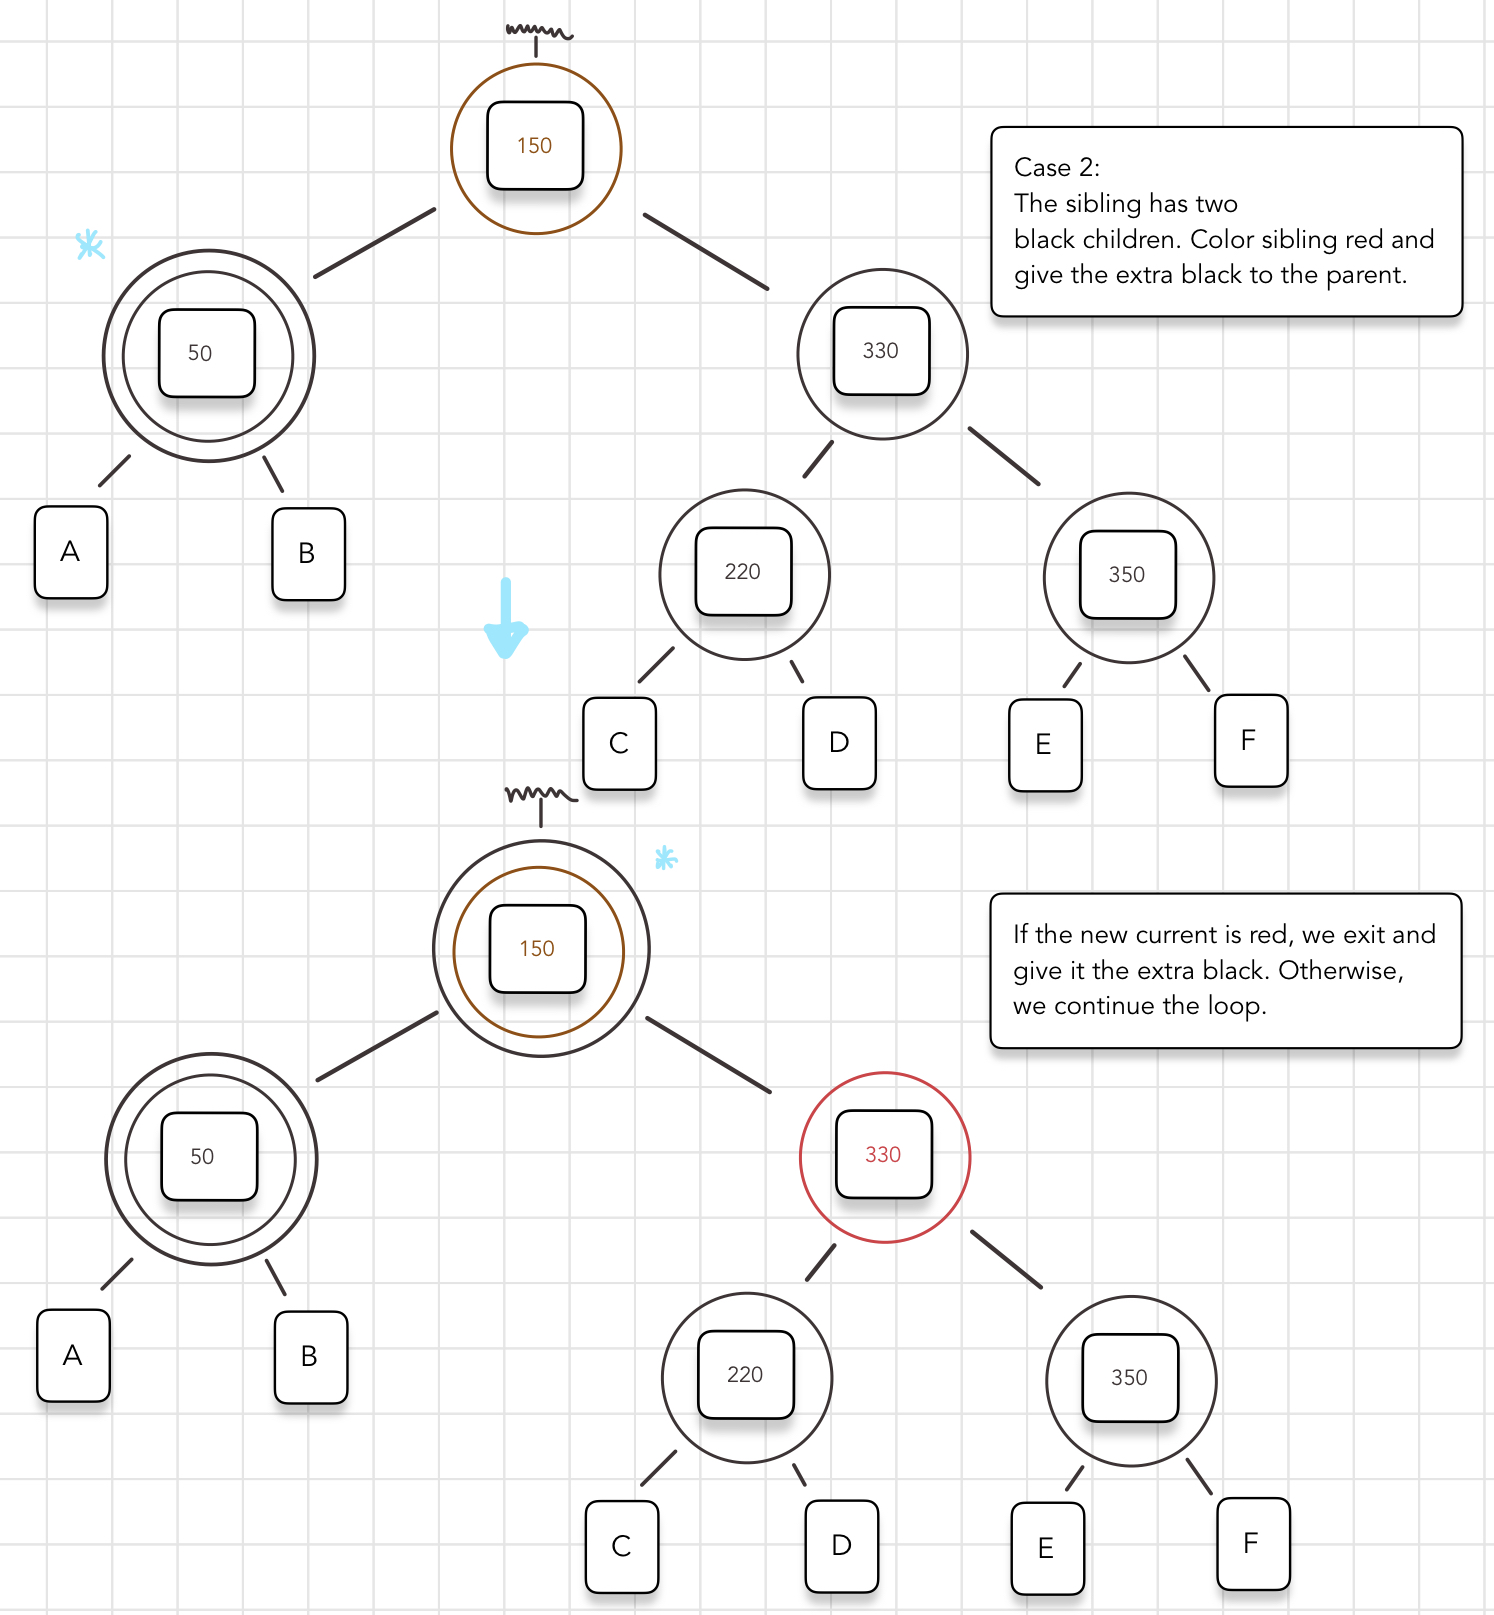 150
Case 2:
The sibling has two
black children. Color sibling red and
give the extra black to the parent.
50
330
A
B
220
350
C
D
E
F
150
If the new current is red, we exit and
give it the extra black. Otherwise,
we continue the loop.
50
330
A
B
220
350
C
D
E
F